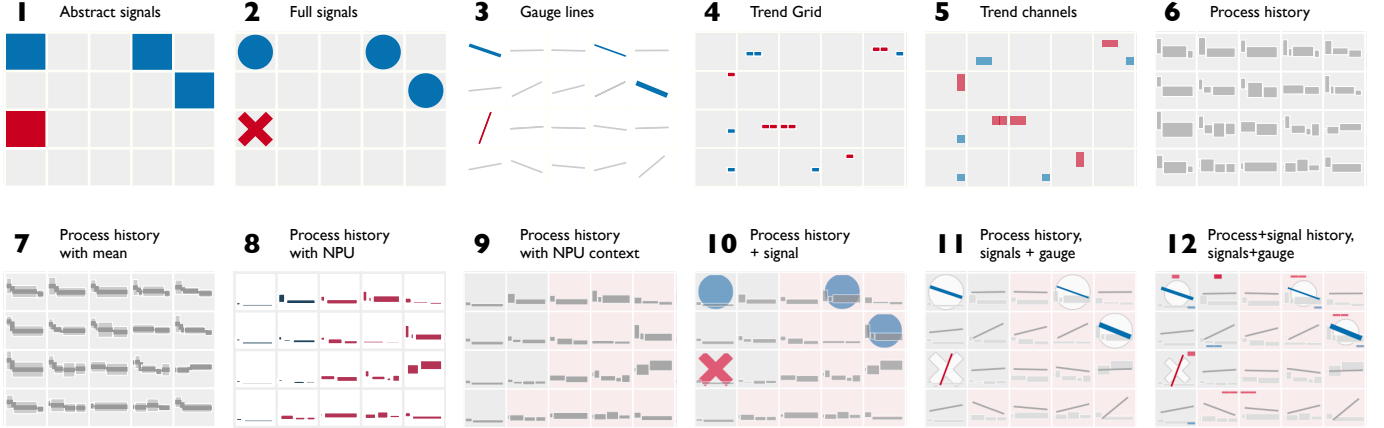 1 Abstract signals
2 Full signals
3 Gauge lines
4 Trend Grid
5 Trend channels
6 Process history
7 Process history
with mean
8 Process history
with NPU
9 Process history
with NPU context
10 Process history
+ signal
11 Process history,
signals + gauge
12 Process+signal history,
signals+gauge